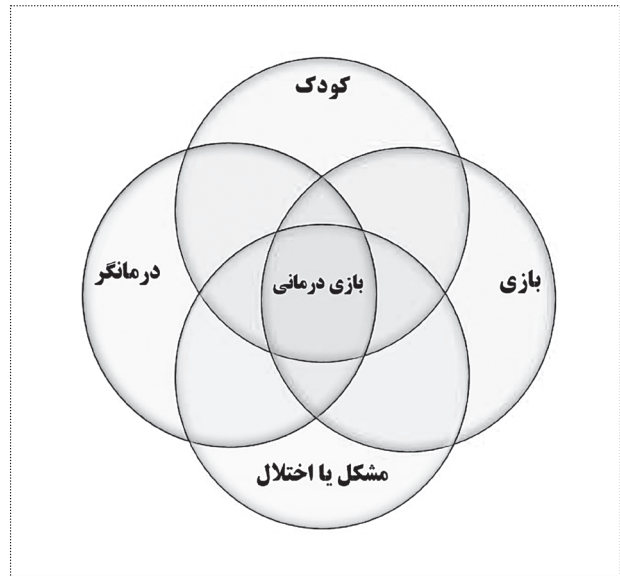 کودک
بازی
بازی درمانی
درمانگر
مشکل یا اختلال